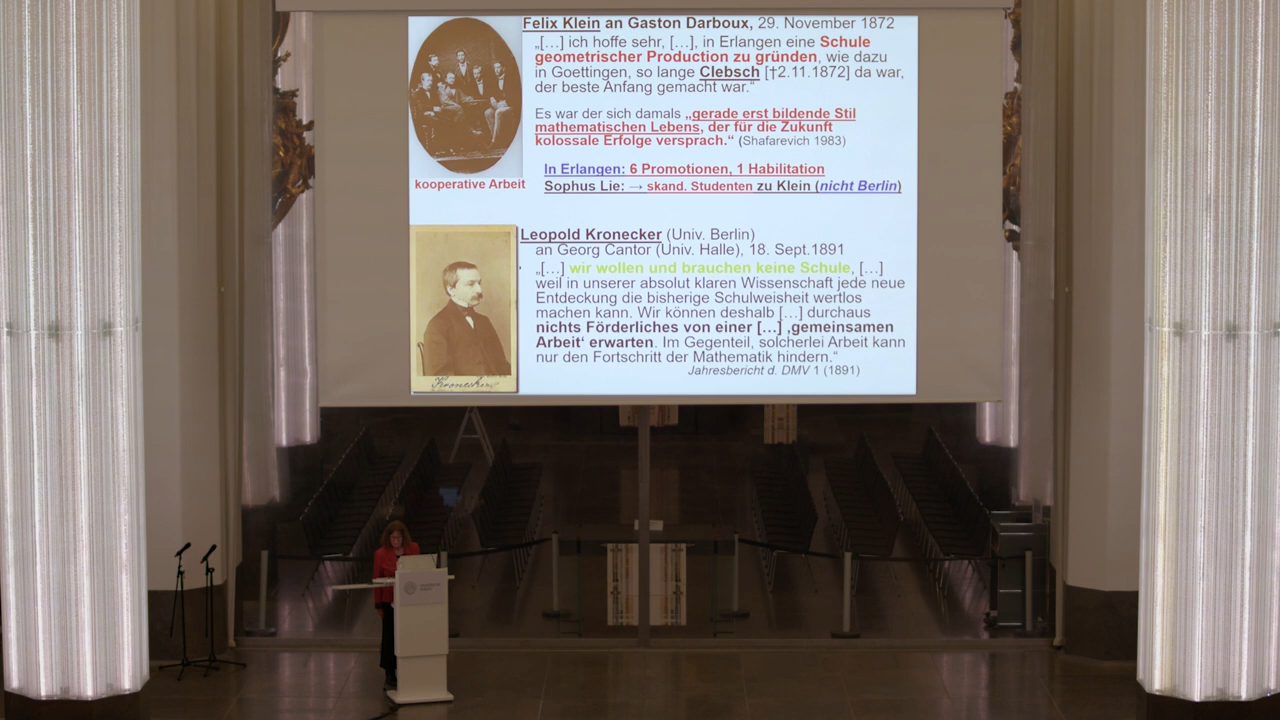 Felix Klein an Gaston Darboux, 29. November 1872
„[…] ich hoffe sehr, […], in Erlangen eine Schule
geometrischer Production zu gründen, wie dazu
in Goettingen, so lange Clebsch [†2.11.1872] da war,
der beste Anfang gemacht war.“
Es war der sich damals „gerade erst bildende Stil
mathematischen Lebens, der für die Zukunft
kolossale Erfolge versprach.“ (Shafarevich 1983)
In Erlangen: 6 Promotionen, 1 Habilitation
kooperative Arbeit
Sophus Lie: → skand. Studenten zu Klein (nicht Berlin)
Leopold Kronecker (Univ. Berlin)
an Georg Cantor (Univ. Halle), 18. Sept.1891
„[…] wir wollen und brauchen keine Schule, […]
weil in unserer absolut klaren Wissenschaft jede neue
Entdeckung die bisherige Schulweisheit wertlos
machen kann. Wir können deshalb […] durchaus
nichts Förderliches von einer […] ‚gemeinsamen
Arbeit‘ erwarten. Im Gegenteil, solcherlei Arbeit kann
nur den Fortschritt der Mathematik hindern.“
Jahresbericht d. DMV 1 (1891)